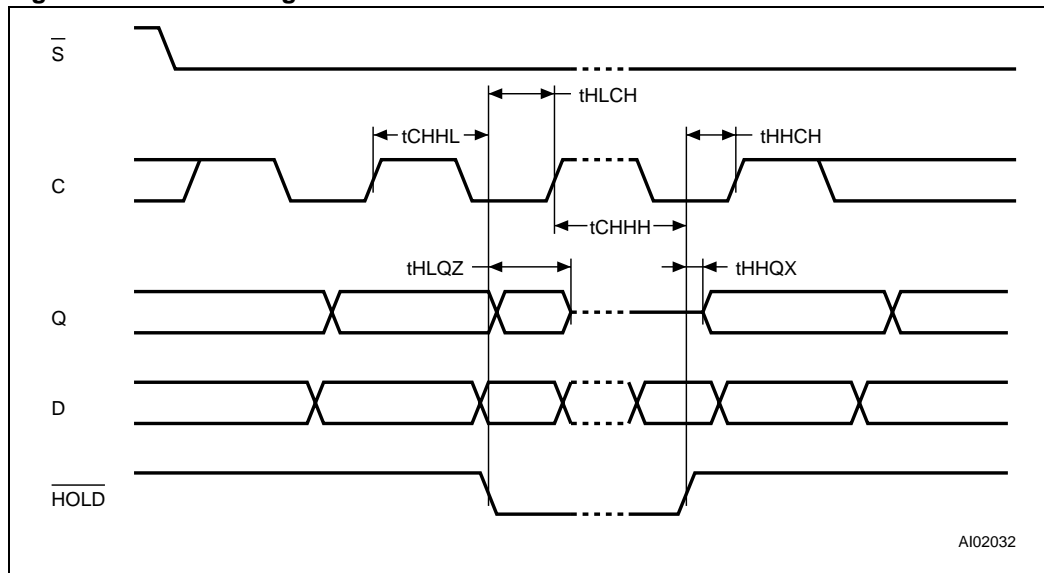 S
tHLCH
tCHHL
tHHCH
C
tCHHH
tHLQZ
tHHQX
Q
D
HOLD
AI02032